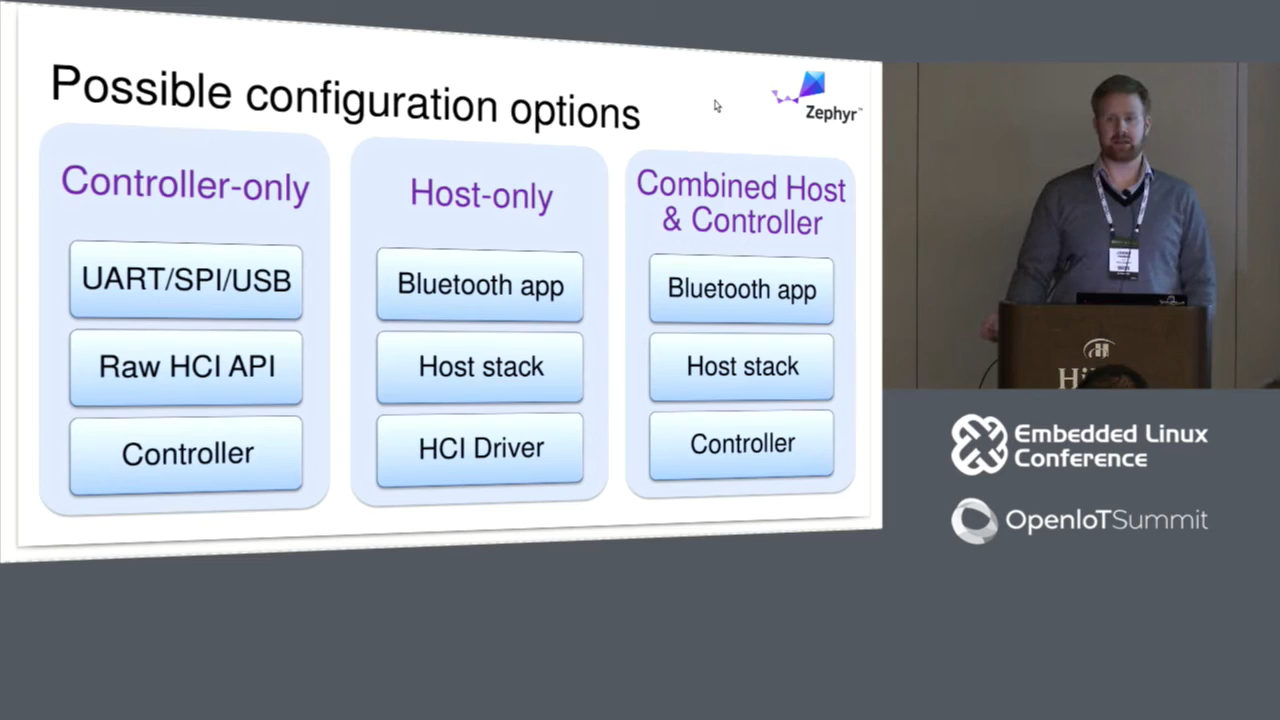 Possible configuration options
Zephyr™
Controller-only
UART/SPI/USB
Raw HCI API
Controller
Host-only
Bluetooth app
Host stack
HCI Driver
Combined Host
& Controller
Bluetooth app
Host stack
Controller
Embedded Linux
Conference
OpenIoTSummit